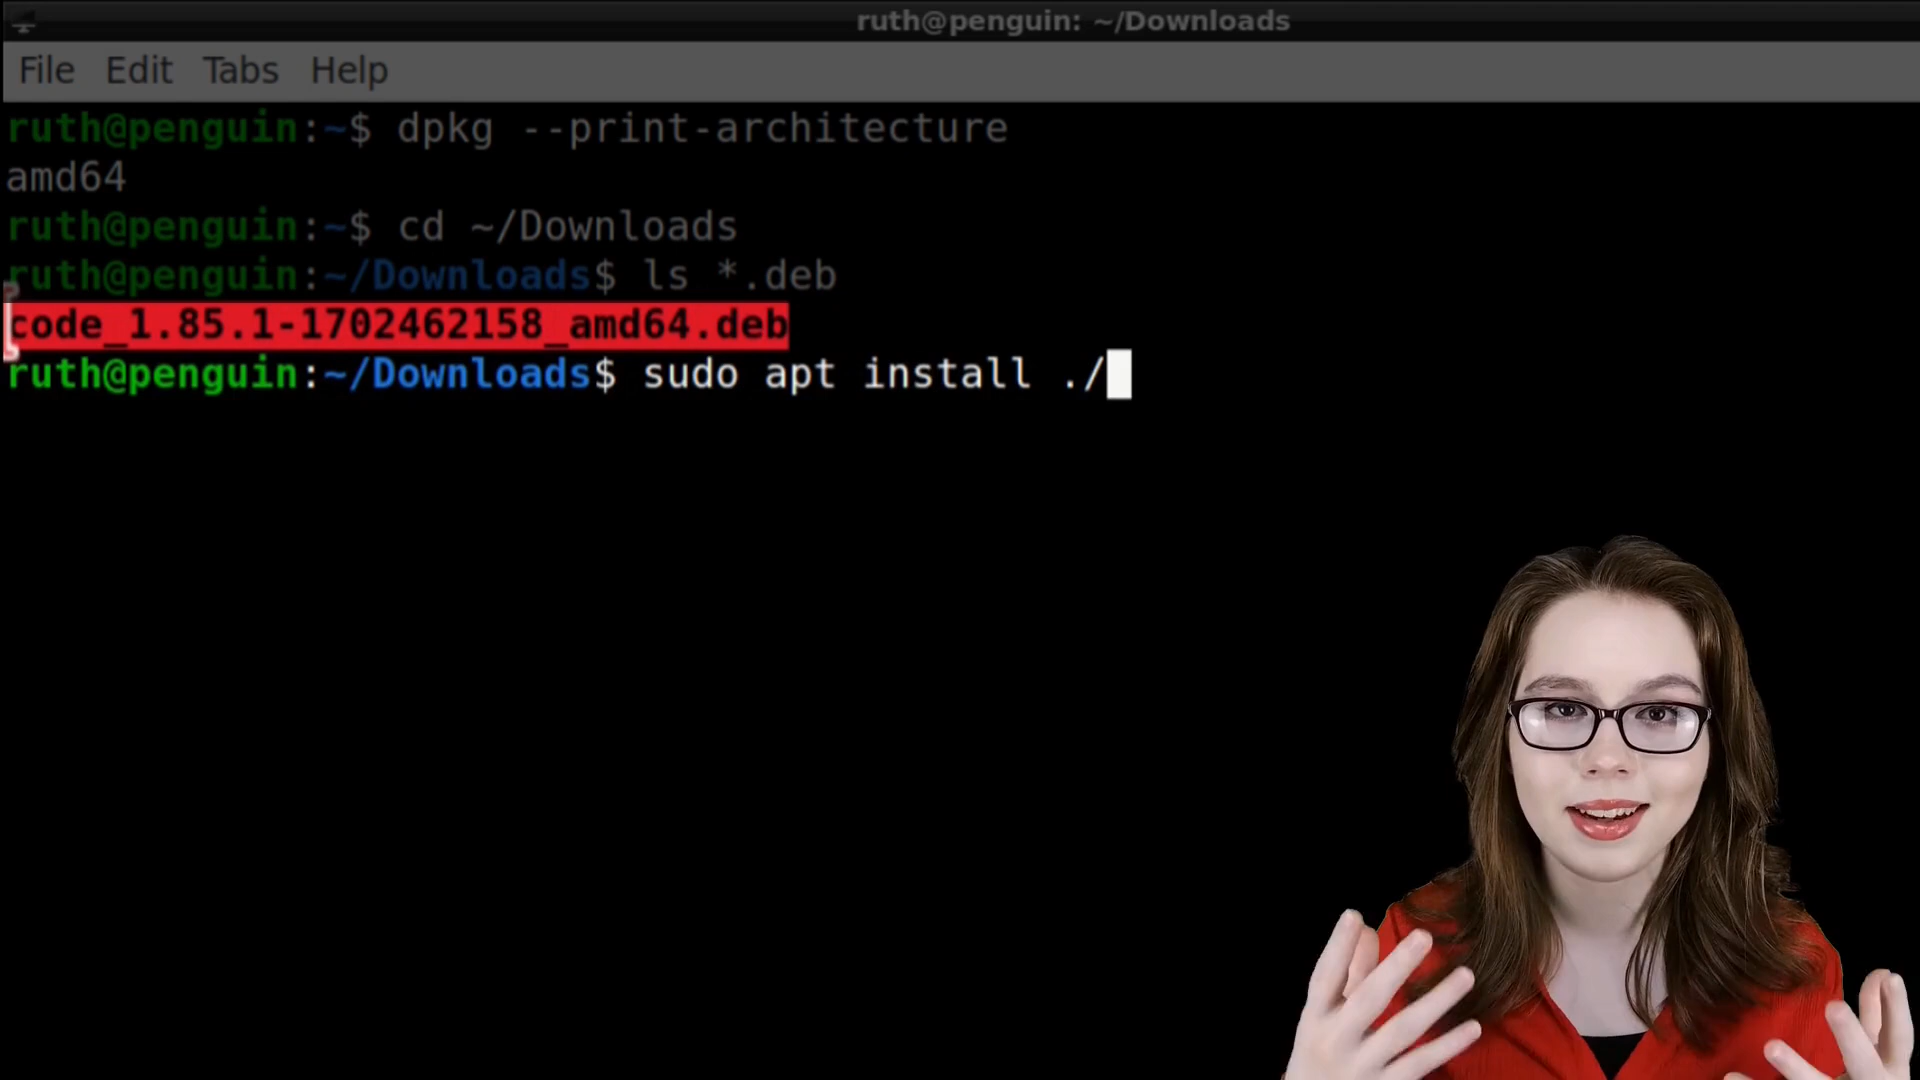 ruth@penguin: ~/Downloads
File Edit Tabs Help
ruth@penguin:~$ dpkg --print-architecture
amd64
ruth@penguin:~$ cd ~/Downloads
ruth@penguin:~/Downloads$ ls *.deb
code_1.85.1-1702462158_amd64.deb
ruth@penguin:~/Downloads$ sudo apt install ./